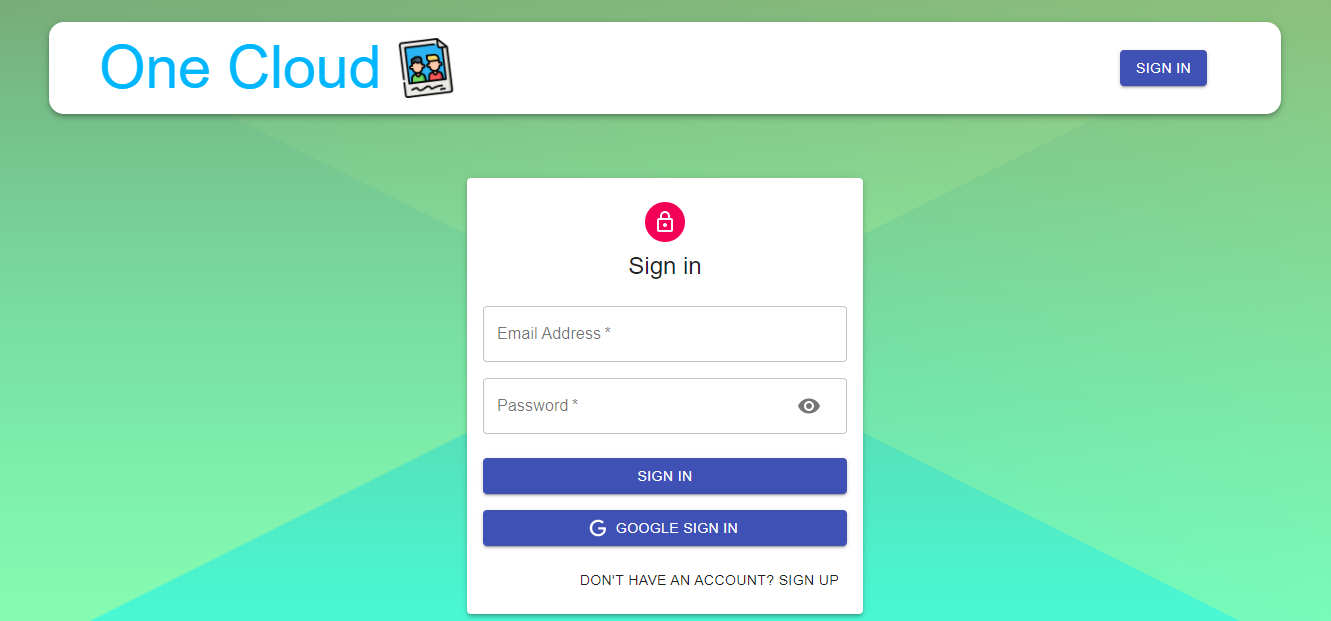 One Cloud
SIGN IN
Sign in
Email Address *
Password *
SIGN IN
GOOGLE SIGN IN
DON'T HAVE AN ACCOUNT? SIGN UP